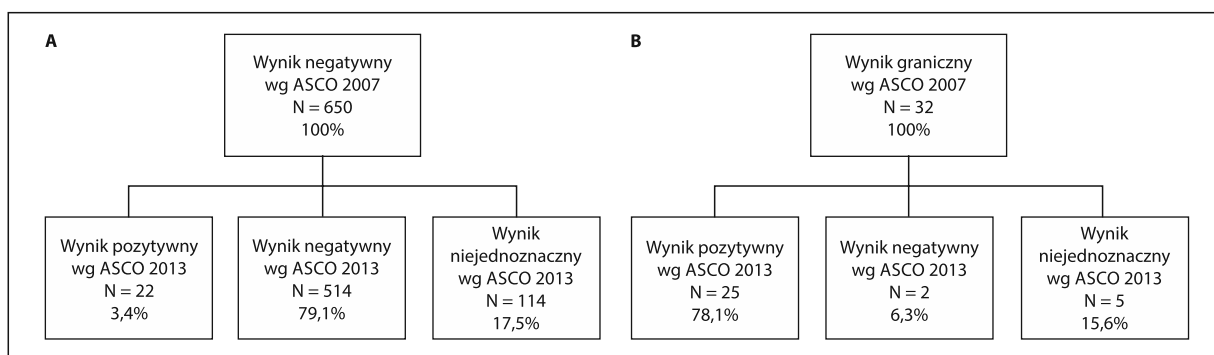 A
Wynik negatywny
wg ASCO 2007
N = 650
100%
Wynik pozytywny
wg ASCO 2013
N = 22
3,4%
Wynik negatywny
wg ASCO 2013
N = 514
79,1%
Wynik
niejednoznaczny
wg ASCO 2013
N = 114
17,5%
B
Wynik graniczny
wg ASCO 2007
N = 32
100%
Wynik pozytywny
wg ASCO 2013
N = 25
78,1%
Wynik negatywny
wg ASCO 2013
N = 2
6,3%
Wynik
niejednoznaczny
wg ASCO 2013
N = 5
15,6%